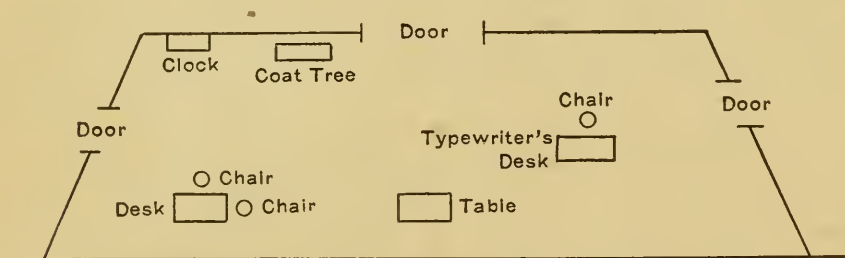 Door
Clock
Coat Tree
Door
Chair
Door
Typewriter's
Desk
Chair
Desk
Chair
Table